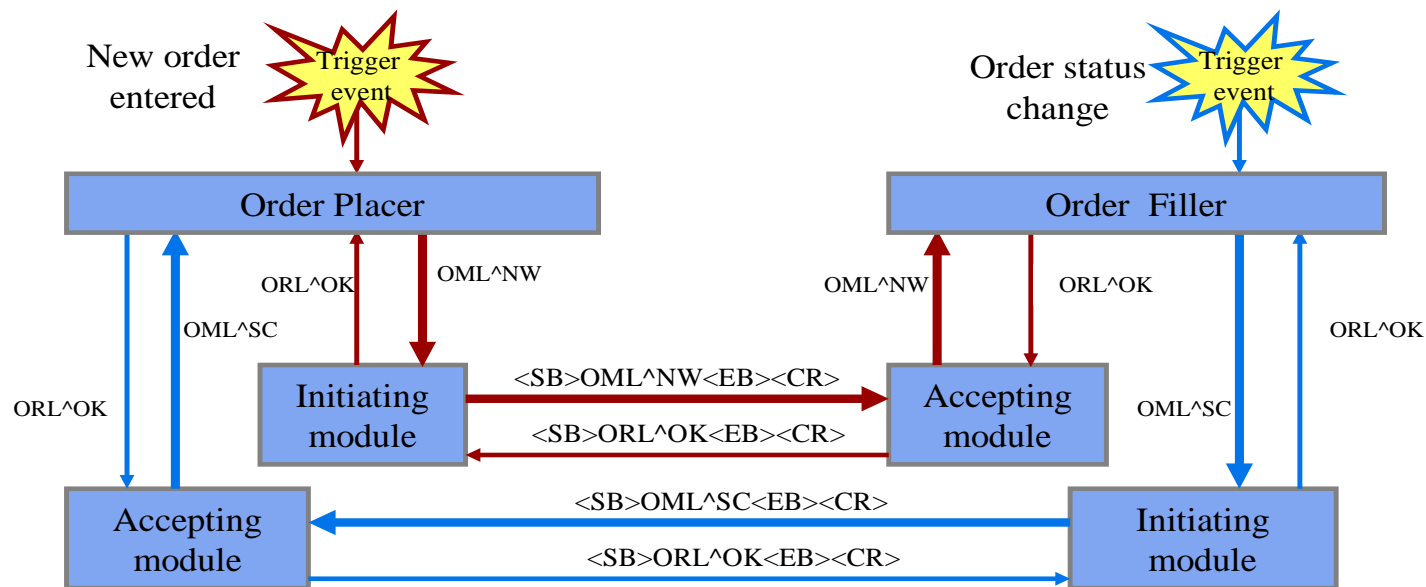 New order
entered
Trigger
event
Order status
change
Trigger
event
Order Placer
Order Filler
ORL^OK
OML^NW
OML^NW
ORL^OK
OML^SC
ORL^OK
Initiating
module
<SB>OML^NW<EB><CR>
Accepting
module
ORL^OK
OML^SC
<SB>ORL^OK<EB><CR>
Accepting
module
<SB>OML^SC<EB><CR>
Initiating
module
<SB>ORL^OK<EB><CR>